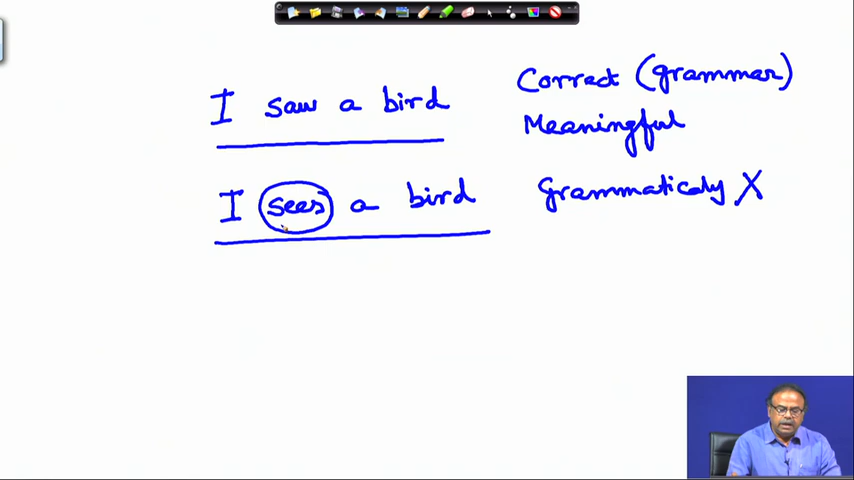 I saw a bird
Correct (grammar)
Meaningful
I sees a bird
Grammaticaly X